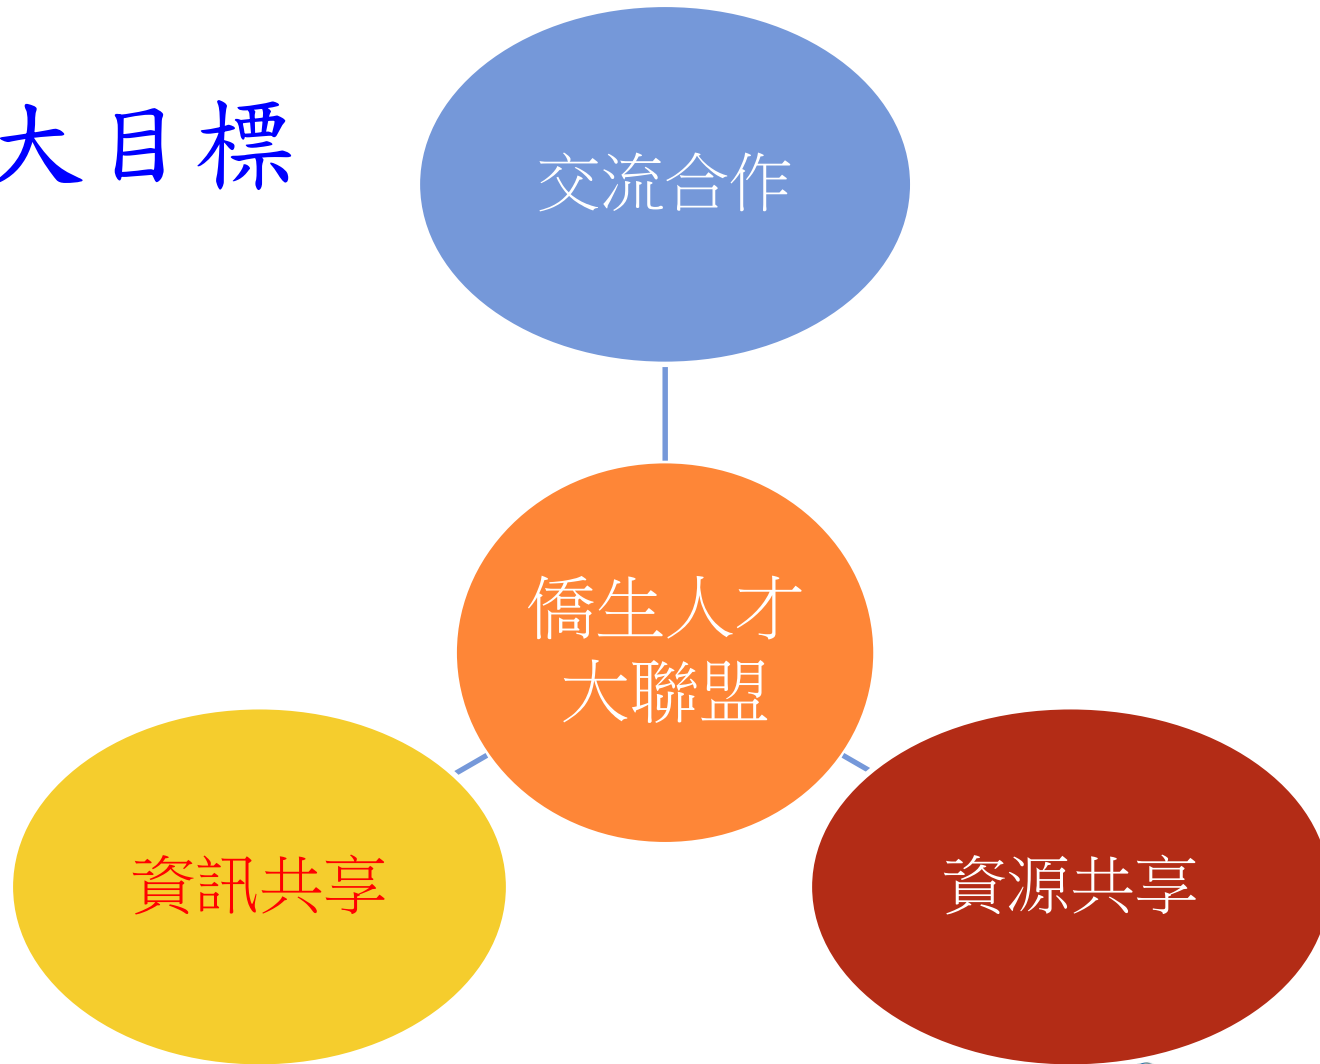 大目標
交流合作
僑生人才
大聯盟
資訊共享
資源共享